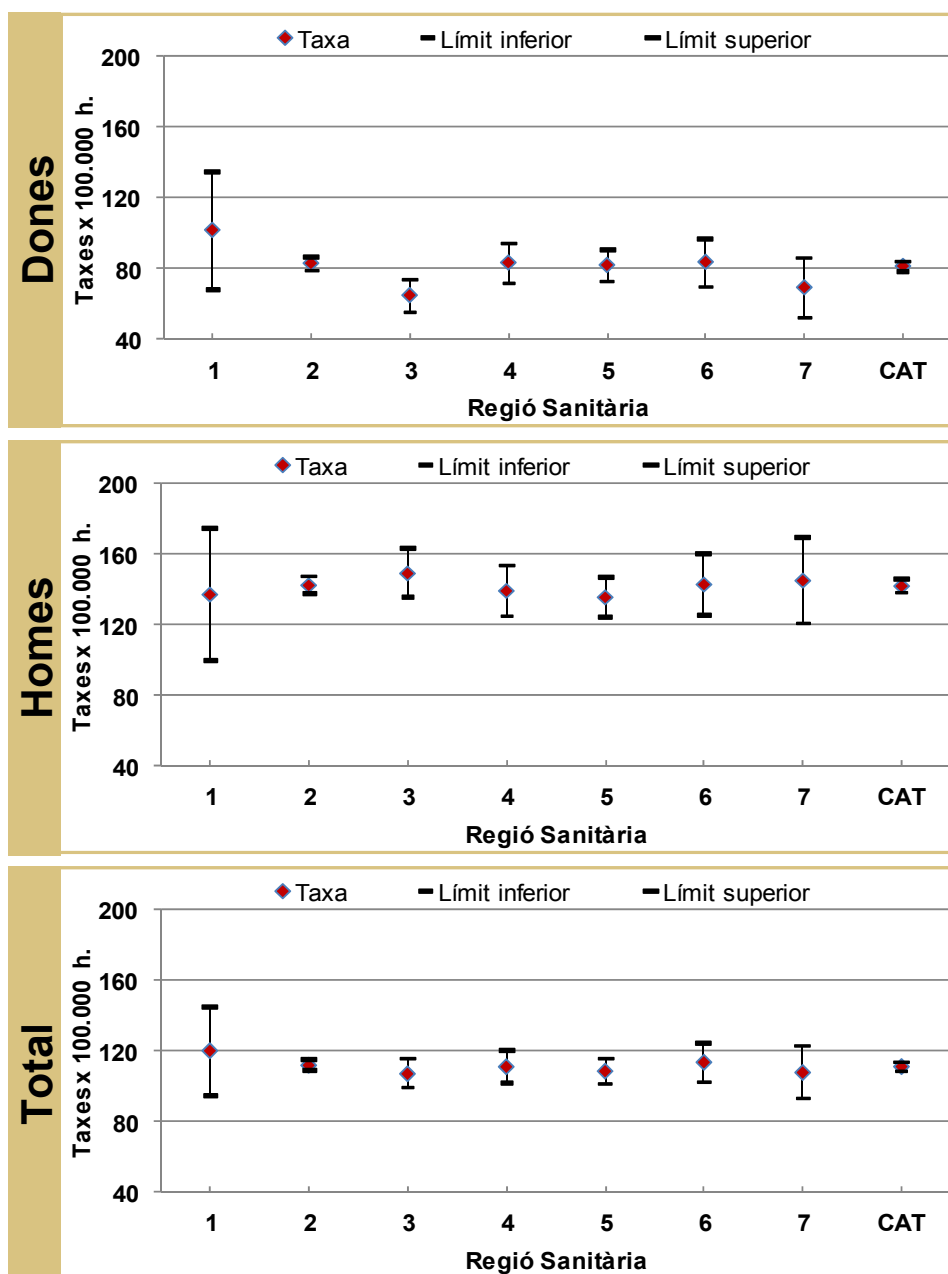 Dones
Taxa Límit inferior Límit superior
Taxes x 100.000 h.
200
160
120
80
40
1 2 3 4 5 6 7 CAT
Regió Sanitària
Homes
Taxa Límit inferior Límit superior
Taxes x 100.000 h.
200
160
120
80
40
1 2 3 4 5 6 7 CAT
Regió Sanitària
Total
Taxa Límit inferior Límit superior
Taxes x 100.000 h.
200
160
120
80
40
1 2 3 4 5 6 7 CAT
Regió Sanitària